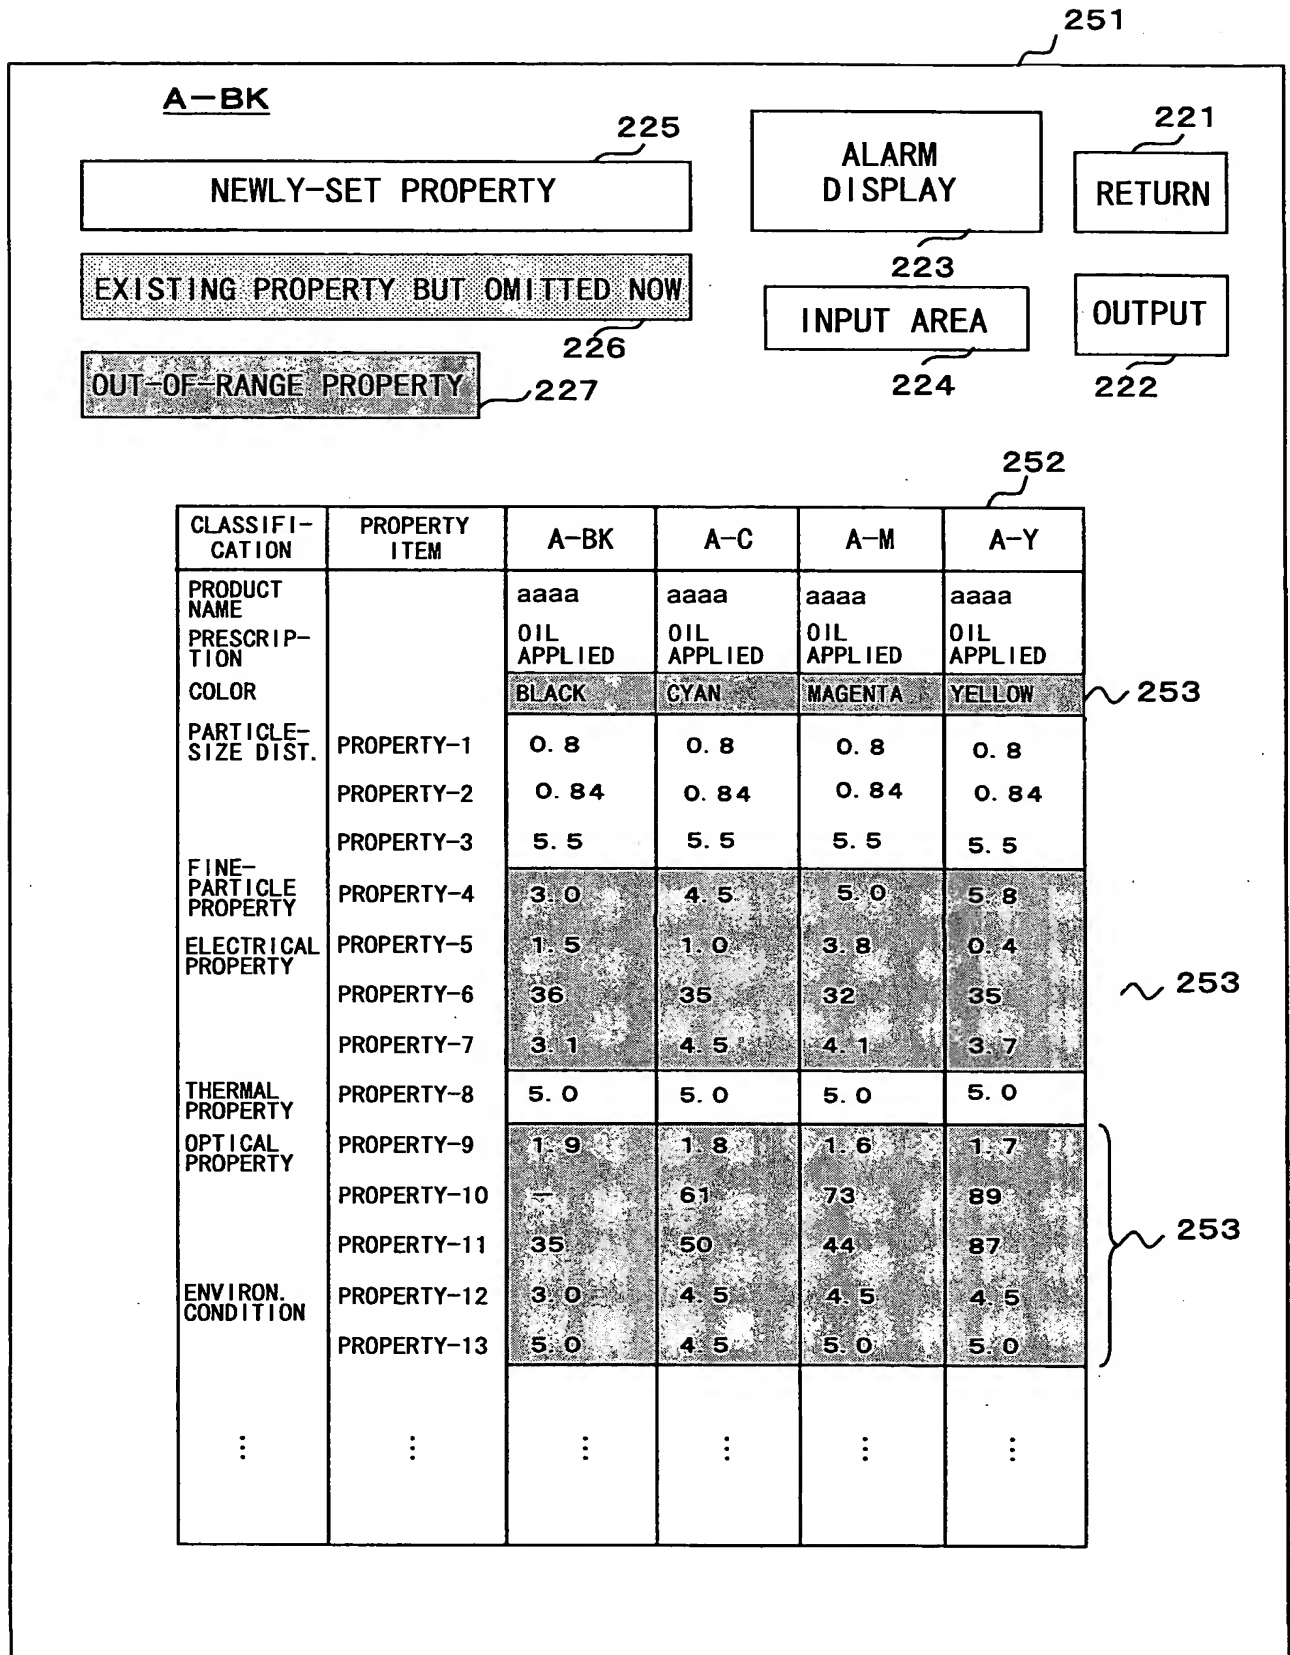 251
A-BK
225
NEWLY-SET PROPERTY
ALARM
DISPLAY
221
RETURN
223
EXISTING PROPERTY BUT OMITTED NOW
226
INPUT AREA
224
OUTPUT
222
OUT-OF-RANGE PROPERTY
227
252
CLASSIFI-
CATION
PROPERTY
ITEM
A-BK A-C A-M A-Y
PRODUCT
NAME
aaaa aaaa aaaa aaaa
PRESCRIP-
TION
OIL
APPLIED
OIL
APPLIED
OIL
APPLIED
OIL
APPLIED
COLOR BLACK CYAN MAGENTA YELLOW 253
PARTICLE-
SIZE DIST.
PROPERTY-1 0.8 0.8 0.8 0.8
PROPERTY-2 0.84 0.84 0.84 0.84
PROPERTY-3 5.5 5.5 5.5 5.5
FINE-
PARTICLE
PROPERTY
PROPERTY-4 3.0 4.5 5.0 5.8
ELECTRICAL
PROPERTY
PROPERTY-5 1.5 1.0 3.8 0.4
PROPERTY-6 36 35 32 35 253
PROPERTY-7 3.1 4.5 4.1 3.7
THERMAL
PROPERTY
PROPERTY-8 5.0 5.0 5.0 5.0
OPTICAL
PROPERTY
PROPERTY-9 1.9 1.8 1.6 1.7
PROPERTY-10 — 61 73 89
PROPERTY-11 35 50 44 87 253
ENVIRON.
CONDITION
PROPERTY-12 3.0 4.5 4.5 4.5
PROPERTY-13 5.0 4.5 5.0 5.0
⋮ ⋮ ⋮ ⋮ ⋮ ⋮